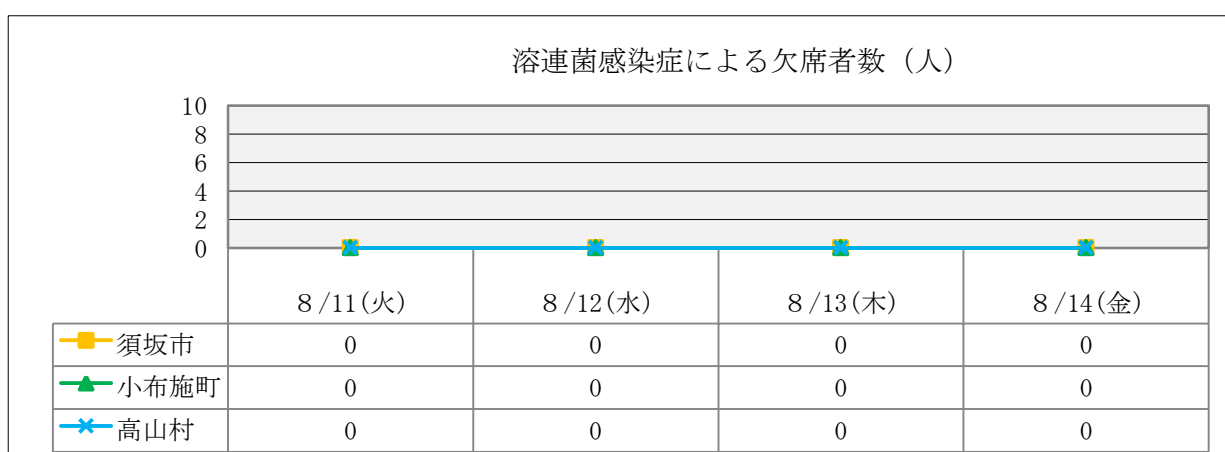 溶連菌感染症による欠席者数（人）
10
8
6
4
2
0
８/11(火) ８/12(水) ８/13(木) ８/14(金)
須坂市 0 0 0 0
小布施町 0 0 0 0
高山村 0 0 0 0